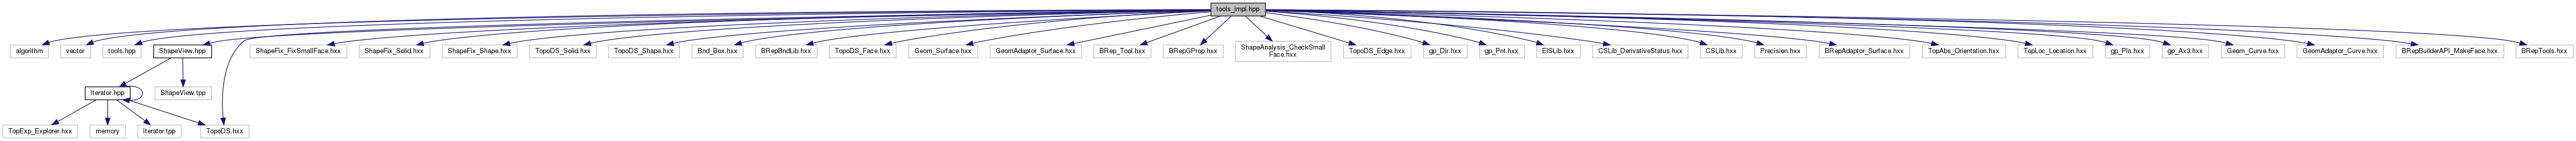 tools_impl.hpp
algorithm
vector
tools.hpp
ShapeView.hpp
ShapeFix_FixSmallFace.hxx
ShapeFix_Solid.hxx
ShapeFix_Shape.hxx
TopoDS_Solid.hxx
TopoDS_Shape.hxx
Bnd_Box.hxx
BRepBndLib.hxx
TopoDS_Face.hxx
Geom_Surface.hxx
GeomAdaptor_Surface.hxx
BRep_Tool.hxx
BRepGProp.hxx
ShapeAnalysis_CheckSmall
Face.hxx
TopoDS_Edge.hxx
gp_Dir.hxx
gp_Pnt.hxx
ElSLib.hxx
CSLib_DerivativeStatus.hxx
CSLib.hxx
Precision.hxx
BRepAdaptor_Surface.hxx
TopAbs_Orientation.hxx
TopLoc_Location.hxx
gp_Pln.hxx
gp_Ax3.hxx
Geom_Curve.hxx
GeomAdaptor_Curve.hxx
BRepBuilderAPI_MakeFace.hxx
BRepTools.hxx
Iterator.hpp
ShapeView.tpp
TopExp_Explorer.hxx
memory
Iterator.tpp
TopoDS.hxx